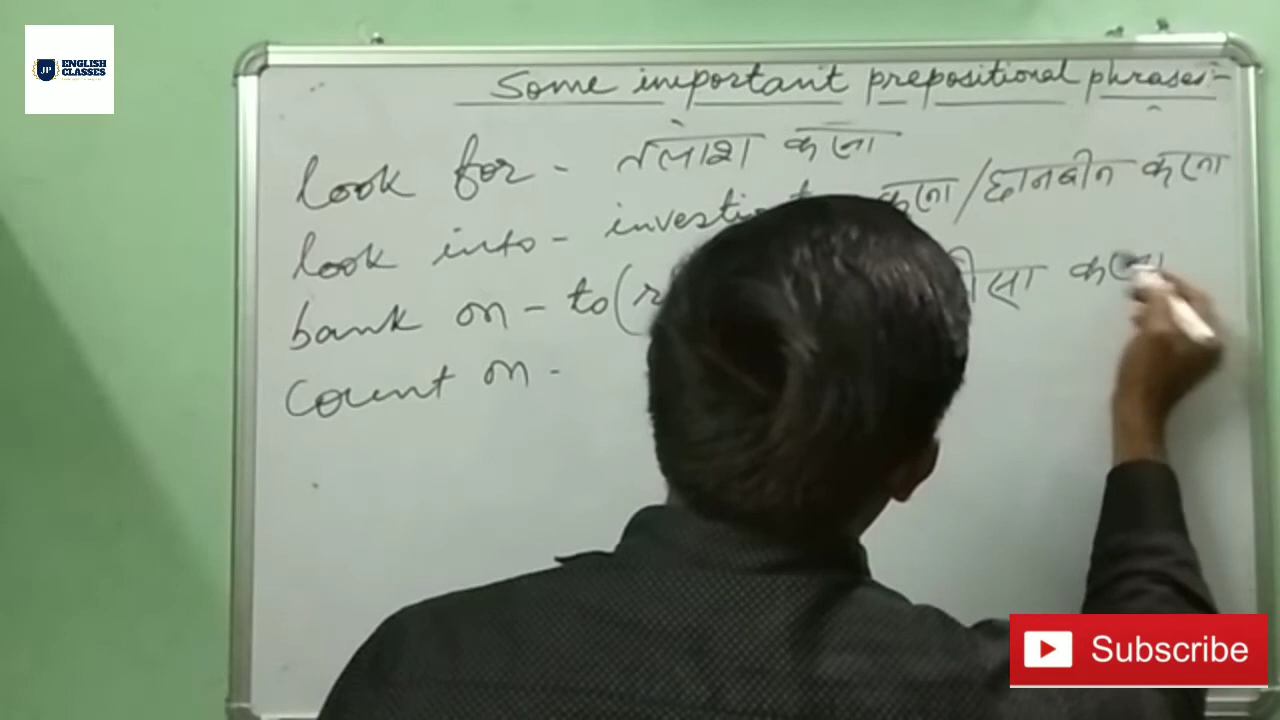 JP ENGLISH CLASSES
Some important prepositional phrases:-
look for - तलाश करना
look into - करना / छानबीन करना
bank on - to ( करना
Count on -
Subscribe